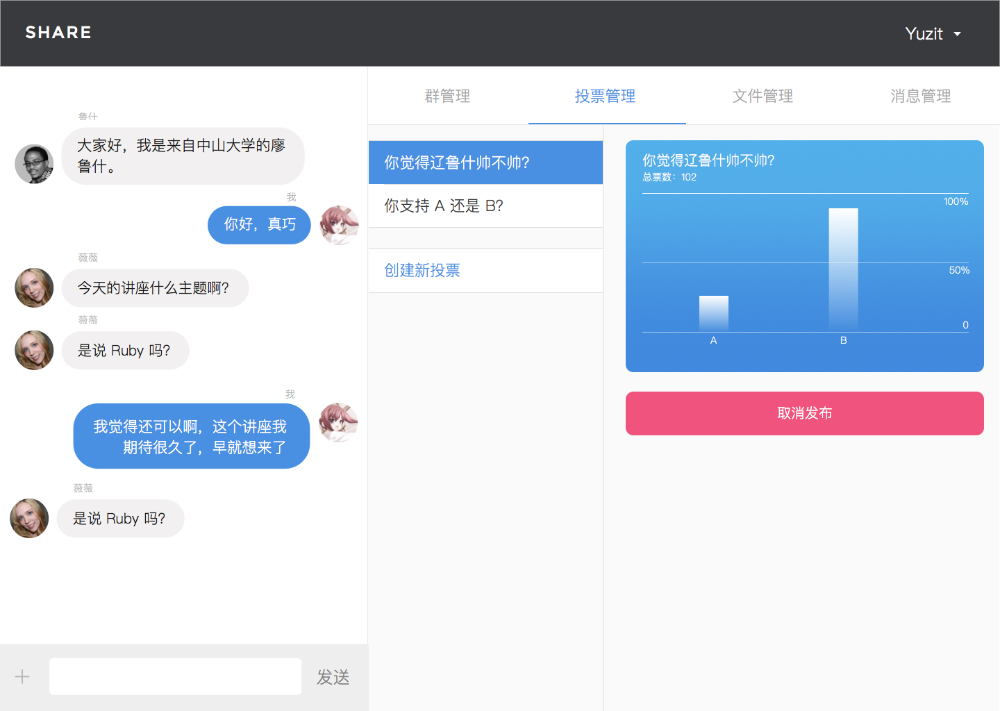 SHARE
Yuzit
鲁什
大家好，我是来自中山大学的廖
鲁什。
我
你好，真巧
薇薇
今天的讲座什么主题啊？
薇薇
是说 Ruby 吗？
我
我觉得还可以啊，这个讲座我
期待很久了，早就想来了
薇薇
是说 Ruby 吗？
发送
群管理
投票管理
文件管理
消息管理
你觉得辽鲁什帅不帅？
你支持 A 还是 B？
创建新投票
你觉得辽鲁什帅不帅？
总票数：102
100%
50%
0
A
B
取消发布